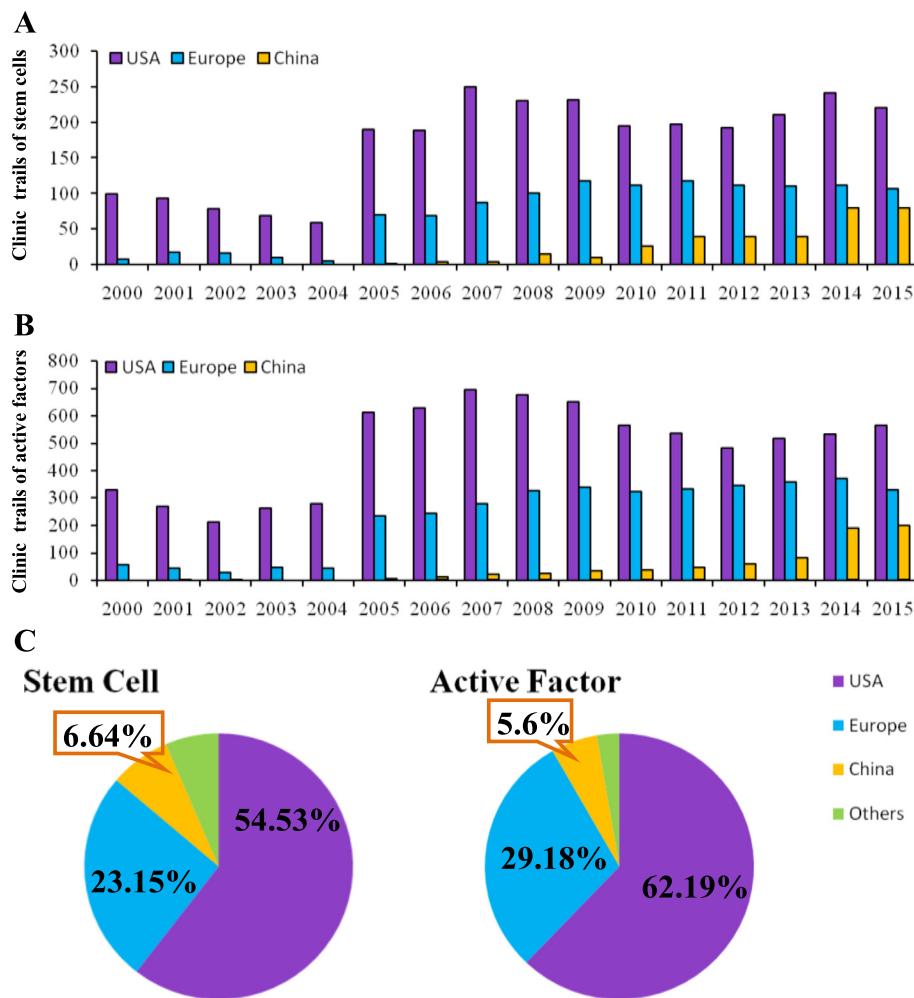 A
Clinic trails of stem cells
USA Europe China
300
250
200
150
100
50
0
2000 2001 2002 2003 2004 2005 2006 2007 2008 2009 2010 2011 2012 2013 2014 2015
B
Clinic trails of active factors
USA Europe China
800
700
600
500
400
300
200
100
0
2000 2001 2002 2003 2004 2005 2006 2007 2008 2009 2010 2011 2012 2013 2014 2015
C
Stem Cell
6.64%
54.53%
23.15%
Active Factor
5.6%
29.18%
62.19%
USA
Europe
China
Others